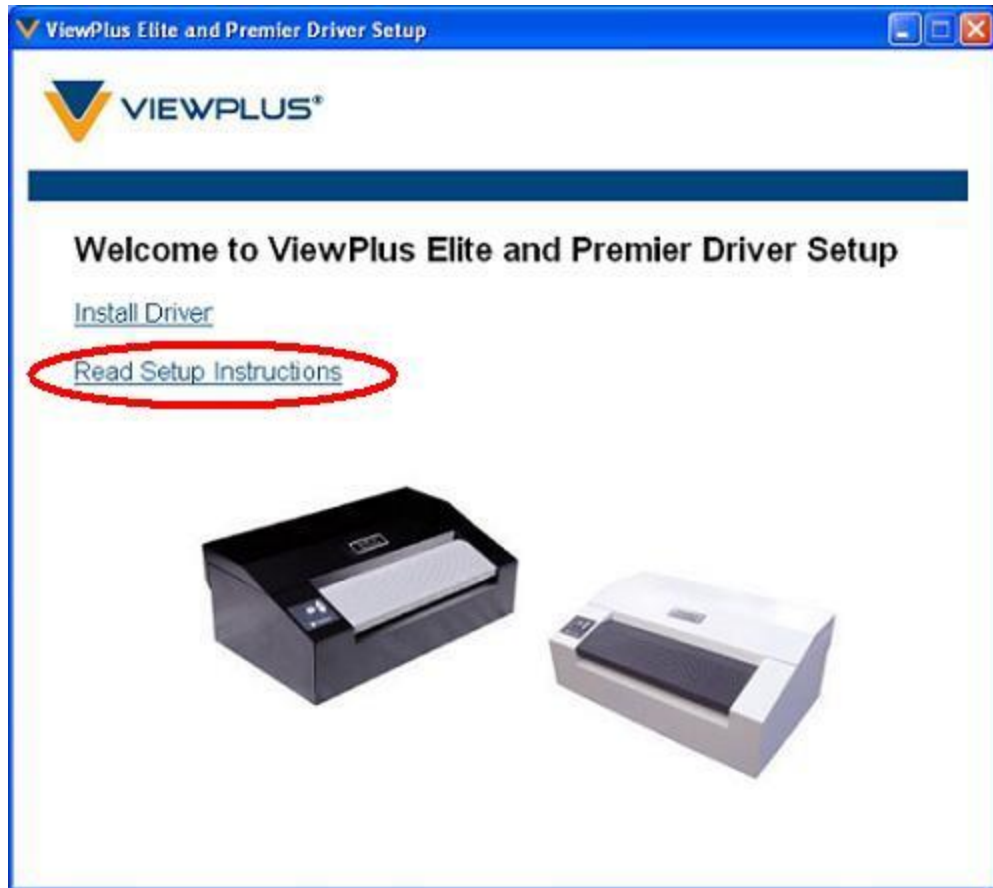 ViewPlus Elite and Premier Driver Setup
VIEWPLUS®
Welcome to ViewPlus Elite and Premier Driver Setup
Install Driver
Read Setup Instructions